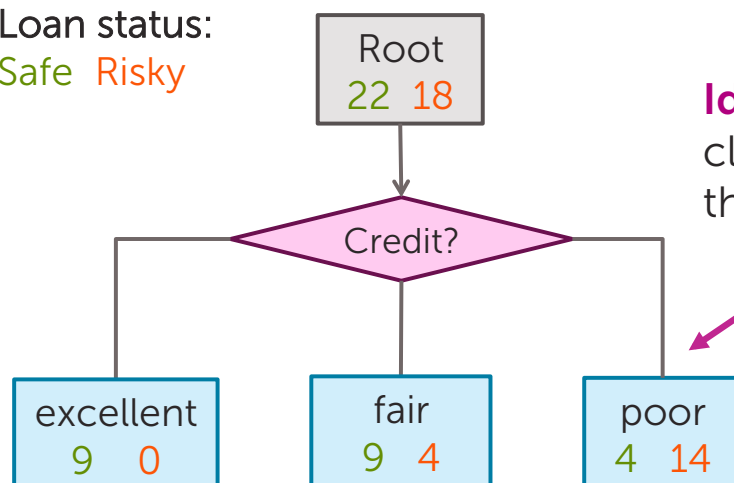 Loan status:
Safe Risky
Root
22 18
Credit?
excellent
9 0
fair
9 4
poor
4 14